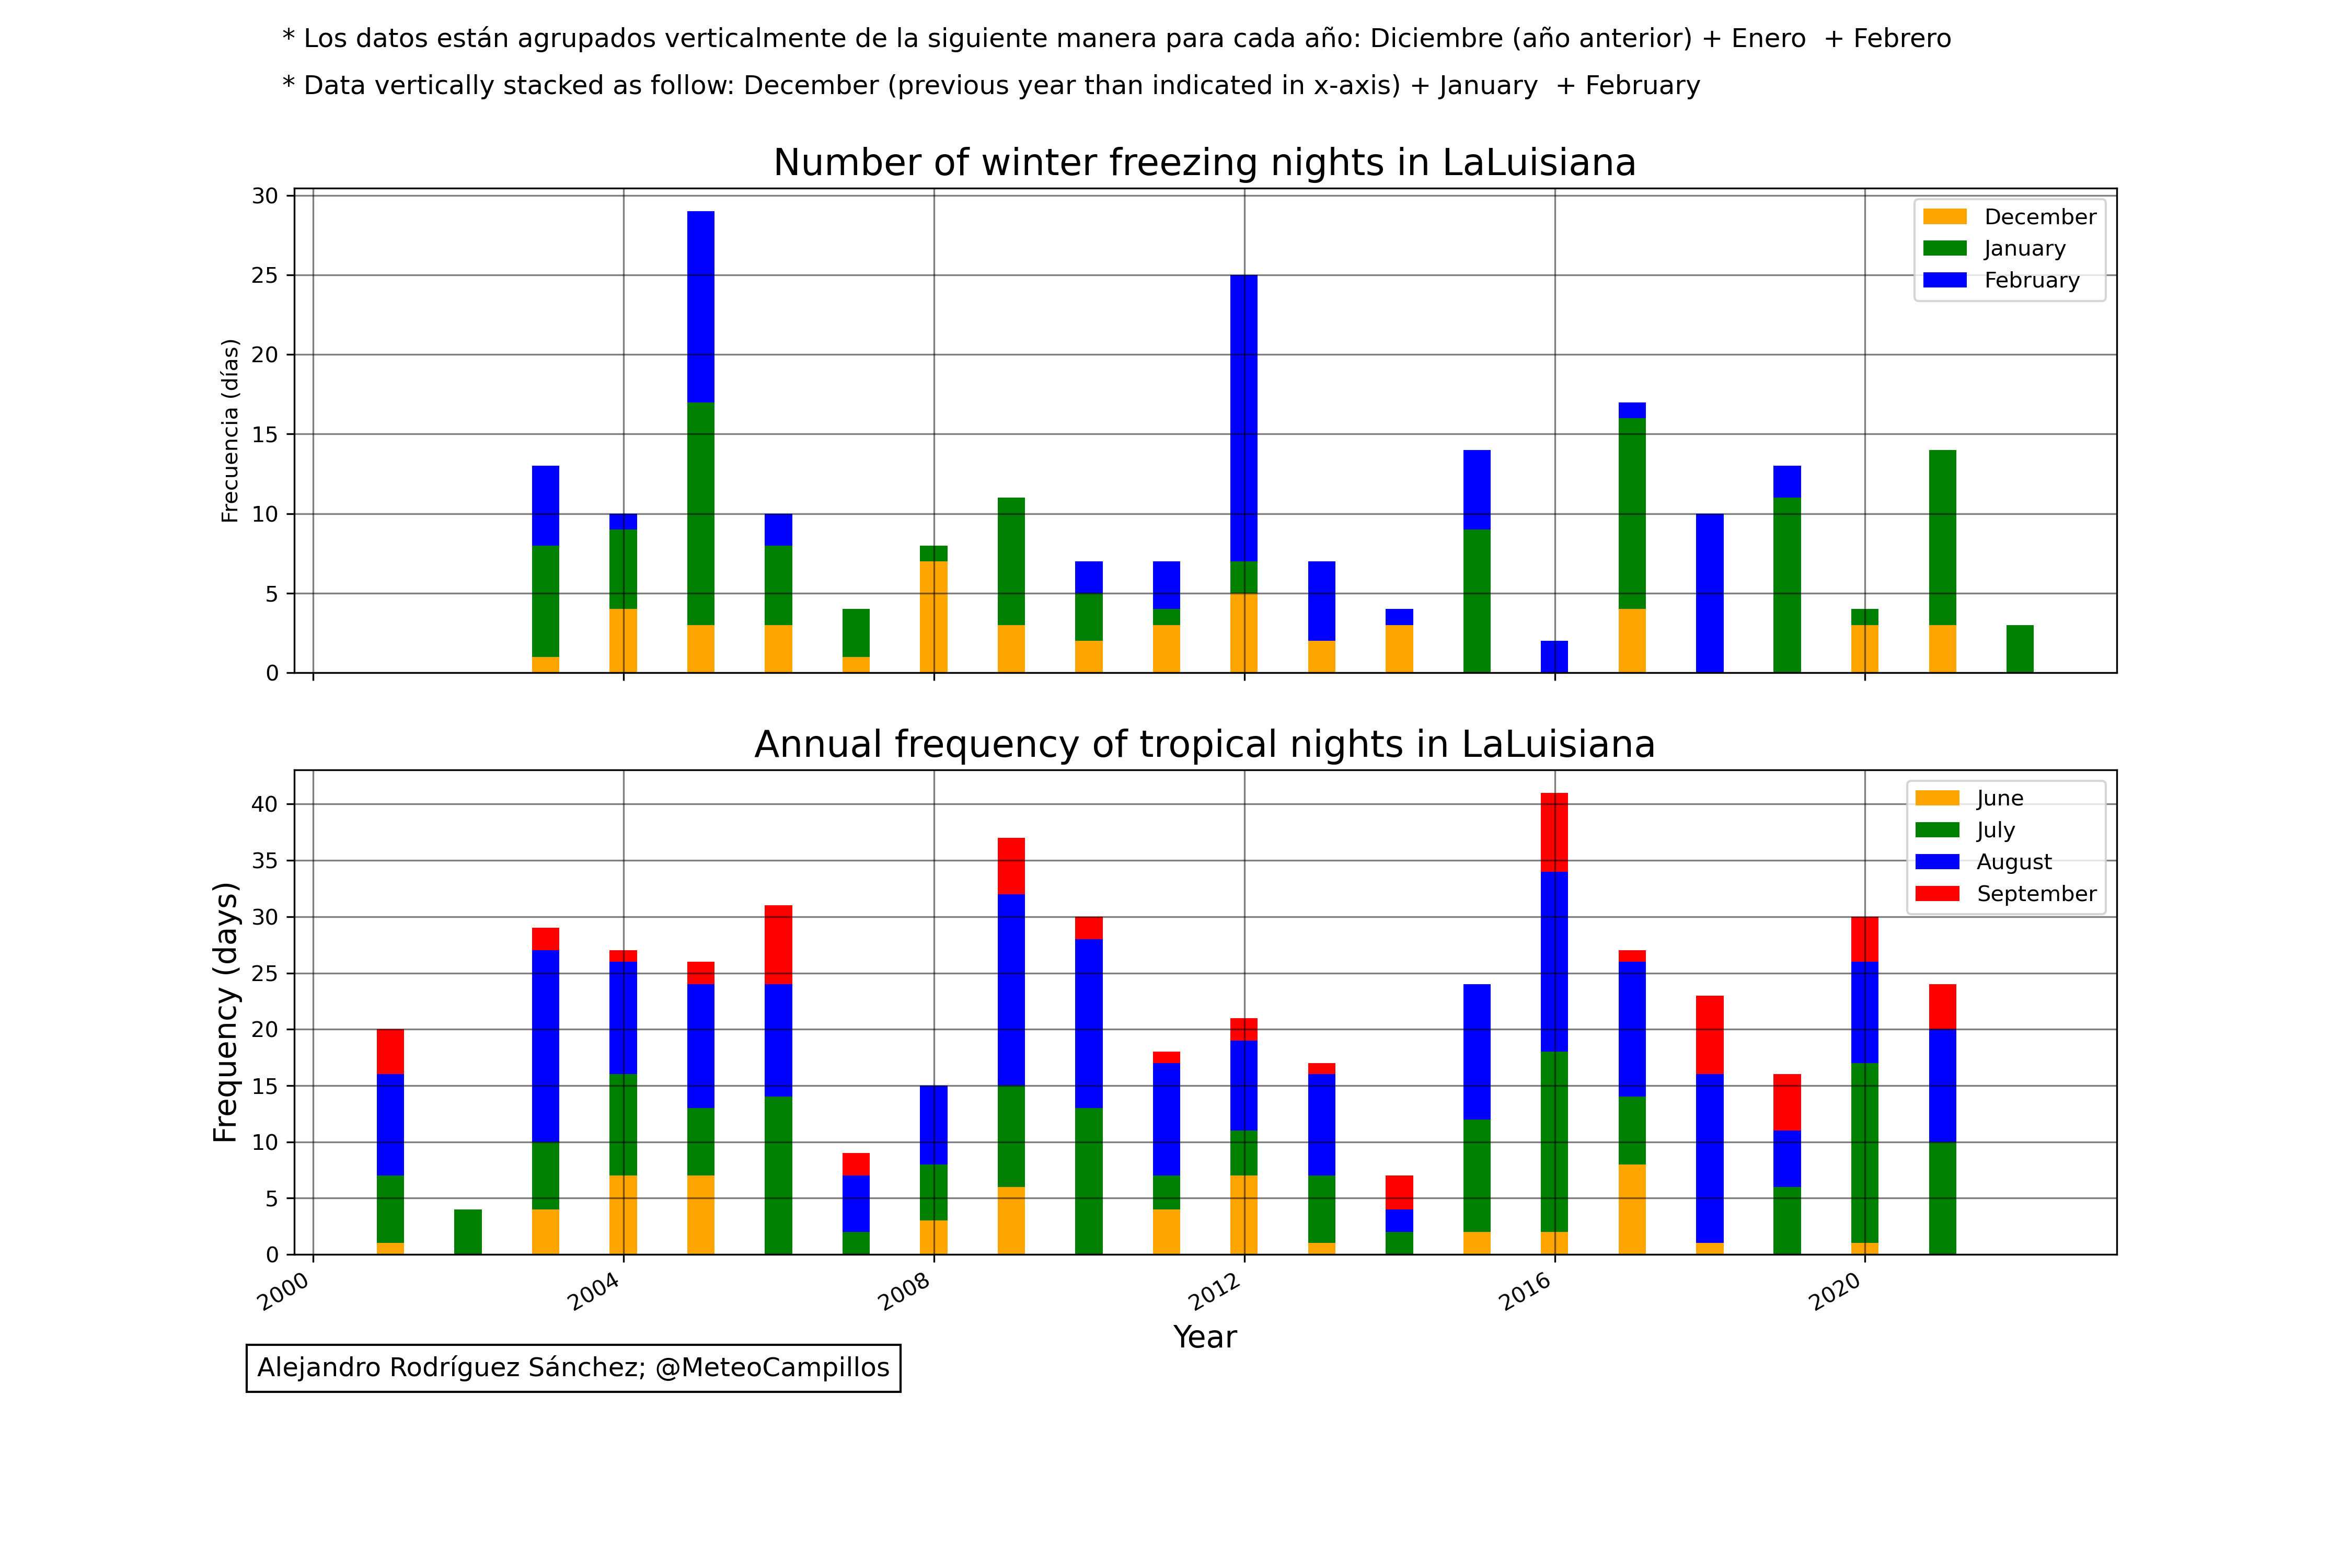 * Los datos están agrupados verticalmente de la siguiente manera para cada año: Diciembre (año anterior) + Enero  + Febrero
* Data vertically stacked as follow: December (previous year than indicated in x-axis) + January  + February
Number of winter freezing nights in LaLuisiana
30
25
20
15
10
5
0
Frecuencia (días)
December
January
February
Annual frequency of tropical nights in LaLuisiana
40
35
30
25
20
15
10
5
0
Frequency (days)
June
July
August
September
2000
2004
2008
2012
2016
2020
Year
Alejandro Rodríguez Sánchez; @MeteoCampillos